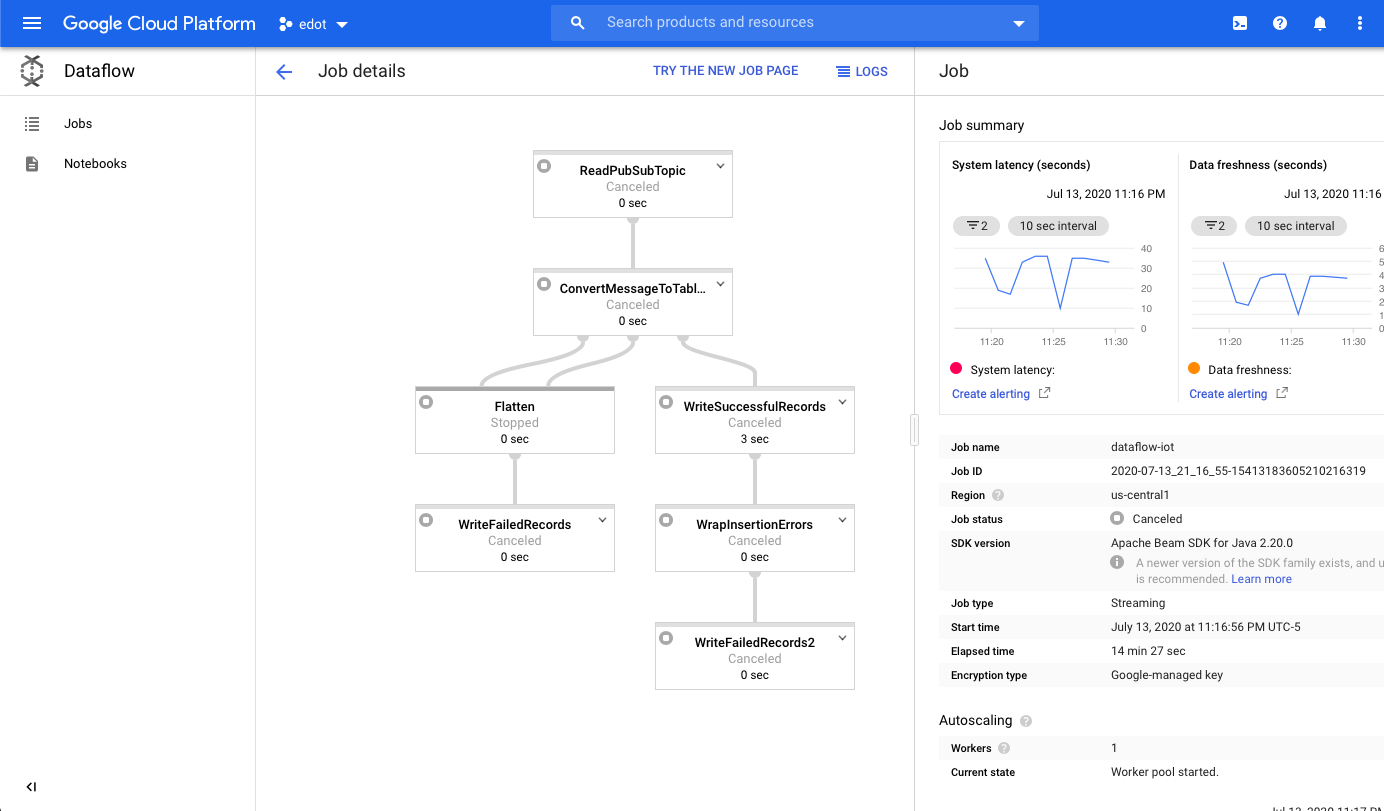 Google Cloud Platform
edot
Search products and resources
Dataflow
Job details
TRY THE NEW JOB PAGE
LOGS
Job
Jobs
Notebooks
ReadPubSubTopic
Canceled
0 sec
ConvertMessageToTabl...
Canceled
0 sec
Flatten
Stopped
0 sec
WriteSuccessfulRecords
Canceled
3 sec
WriteFailedRecords
Canceled
0 sec
WrapInsertionErrors
Canceled
0 sec
WriteFailedRecords2
Canceled
0 sec
Job summary
System latency (seconds)
Jul 13, 2020 11:16 PM
2
10 sec interval
40
30
20
10
0
11:20 11:25 11:30
System latency:
Create alerting
Data freshness (seconds)
Jul 13, 2020 11:16
2
10 sec interval
6
5
4
3
2
1
0
11:20 11:25 11:30
Data freshness:
Create alerting
Job name dataflow-iot
Job ID 2020-07-13_21_16_55-15413183605210216319
Region us-central1
Job status Canceled
SDK version Apache Beam SDK for Java 2.20.0
A newer version of the SDK family exists, and u
is recommended. Learn more
Job type Streaming
Start time July 13, 2020 at 11:16:56 PM UTC-5
Elapsed time 14 min 27 sec
Encryption type Google-managed key
Autoscaling
Workers 1
Current state Worker pool started.